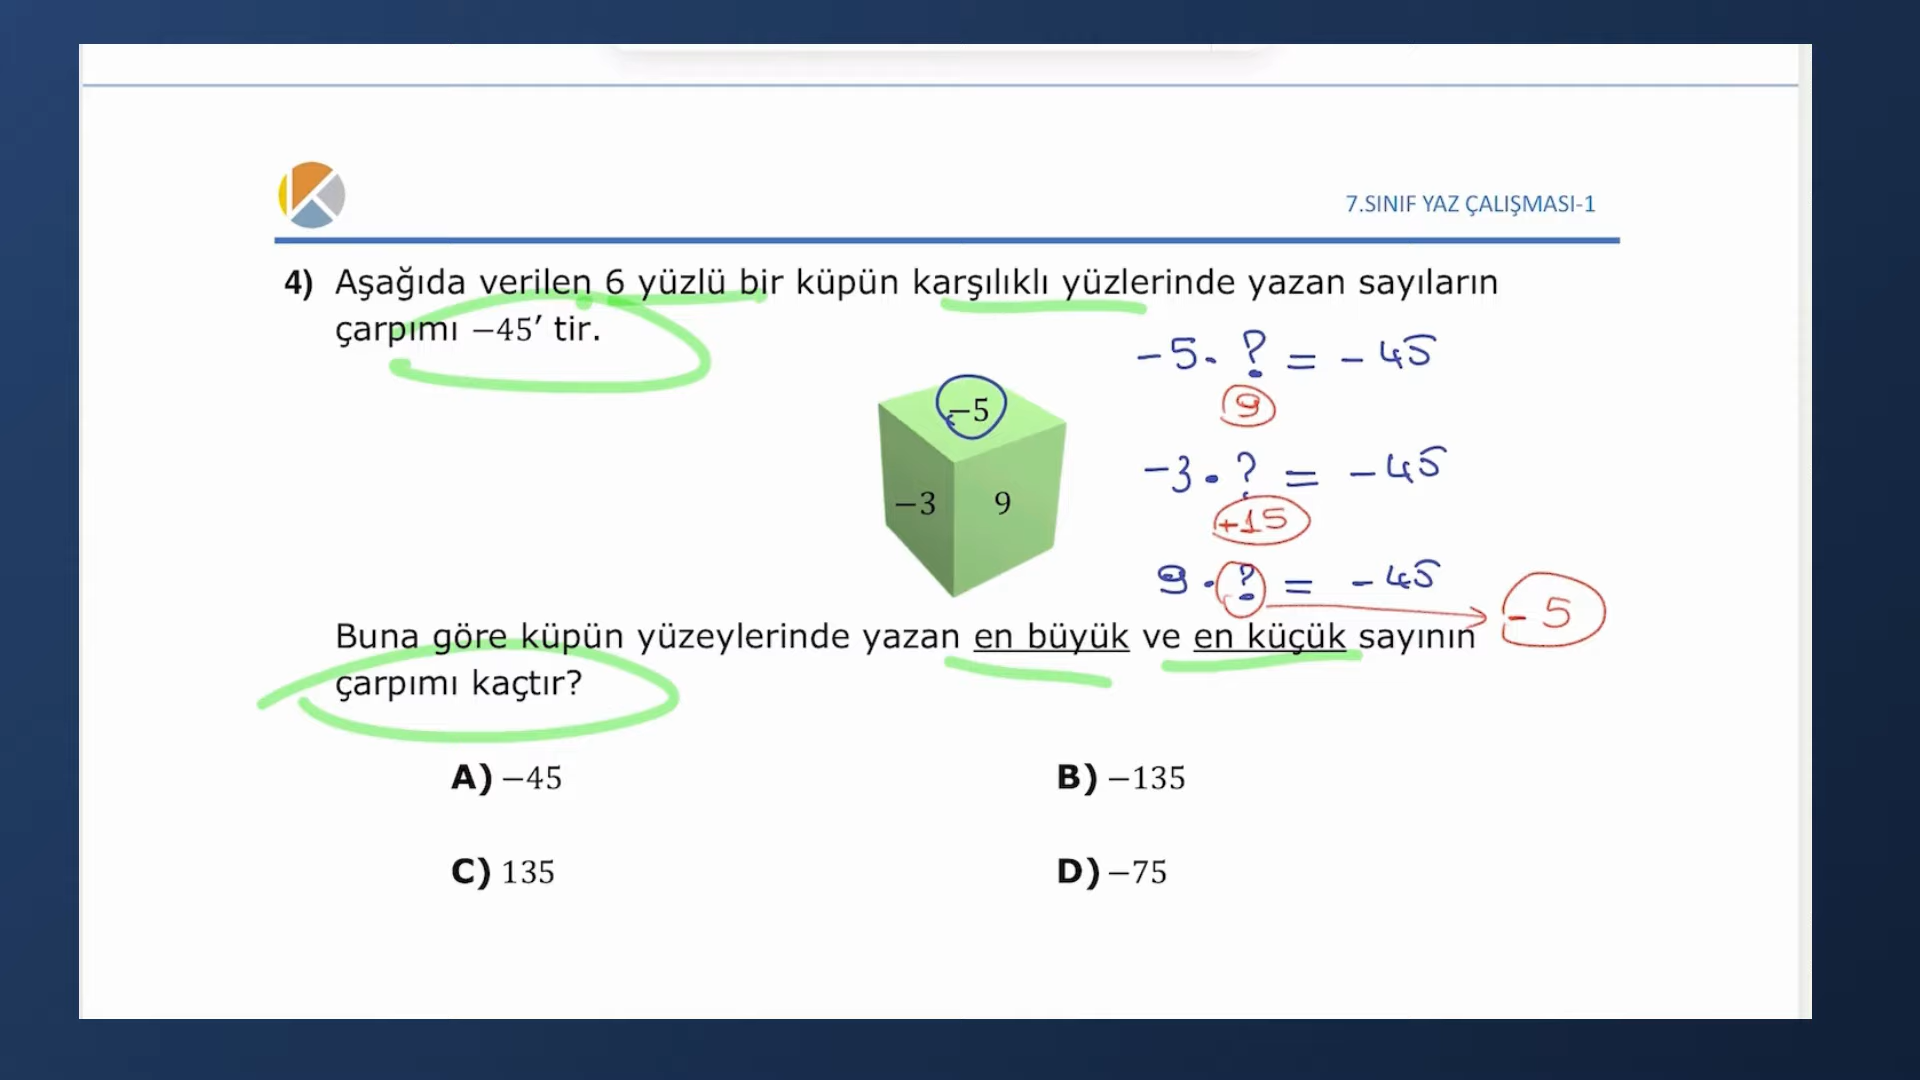 7.SINIF YAZ ÇALIŞMASI-1
4) Aşağıda verilen 6 yüzlü bir küpün karşılıklı yüzlerinde yazan sayıların
çarpımı −45’ tir.
-5 . ? = -45
9
−5
-3 . ? = -45
+15
−3 9
9 . ? = -45
-5
Buna göre küpün yüzeylerinde yazan en büyük ve en küçük sayının
çarpımı kaçtır?
A) −45 B) −135
C) 135 D) −75